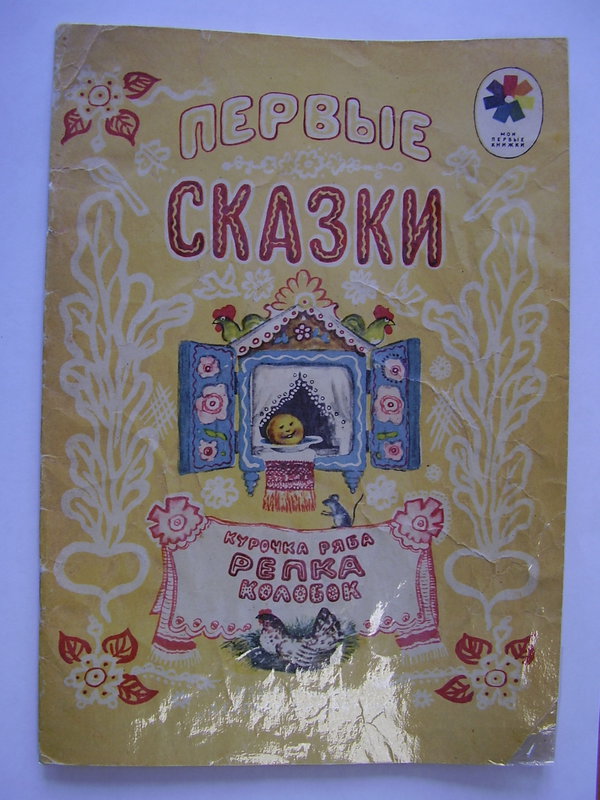 ПЕРВЫЕ
СКАЗКИ
МОИ
ПЕРВЫЕ
КНИЖКИ
КУРОЧКА РЯБА
РЕПКА
КОЛОБОК